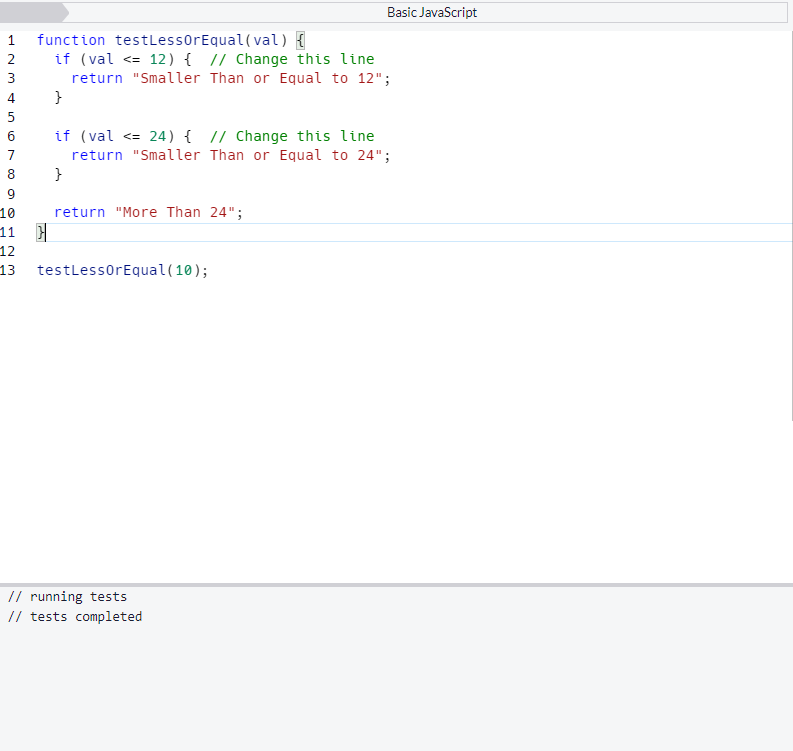 Basic JavaScript
1 function testLessOrEqual(val) {
2 if (val <= 12) { // Change this line
3 return "Smaller Than or Equal to 12";
4 }
5
6 if (val <= 24) { // Change this line
7 return "Smaller Than or Equal to 24";
8 }
9
10 return "More Than 24";
11 }
12
13 testLessOrEqual(10);
// running tests
// tests completed